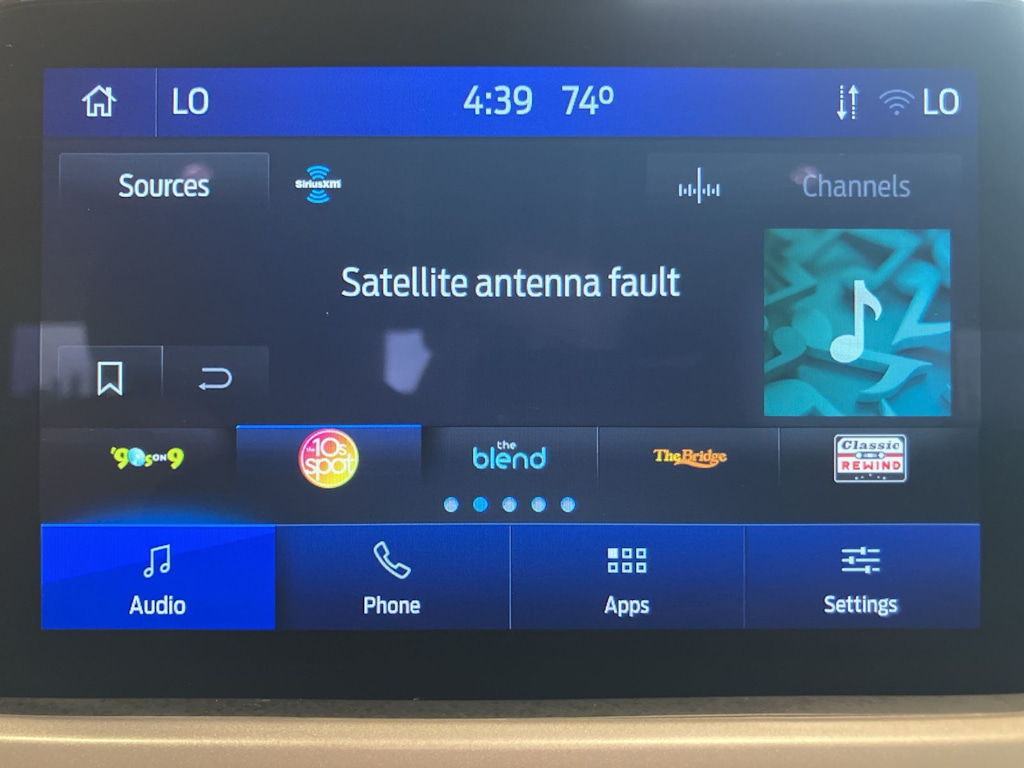 LO 4:39 74° LO
Sources
SiriusXM
Channels
Satellite antenna fault
'90s ON 9
the 10s spot
the blend
The Bridge
Classic
REWIND
Audio
Phone
Apps
Settings